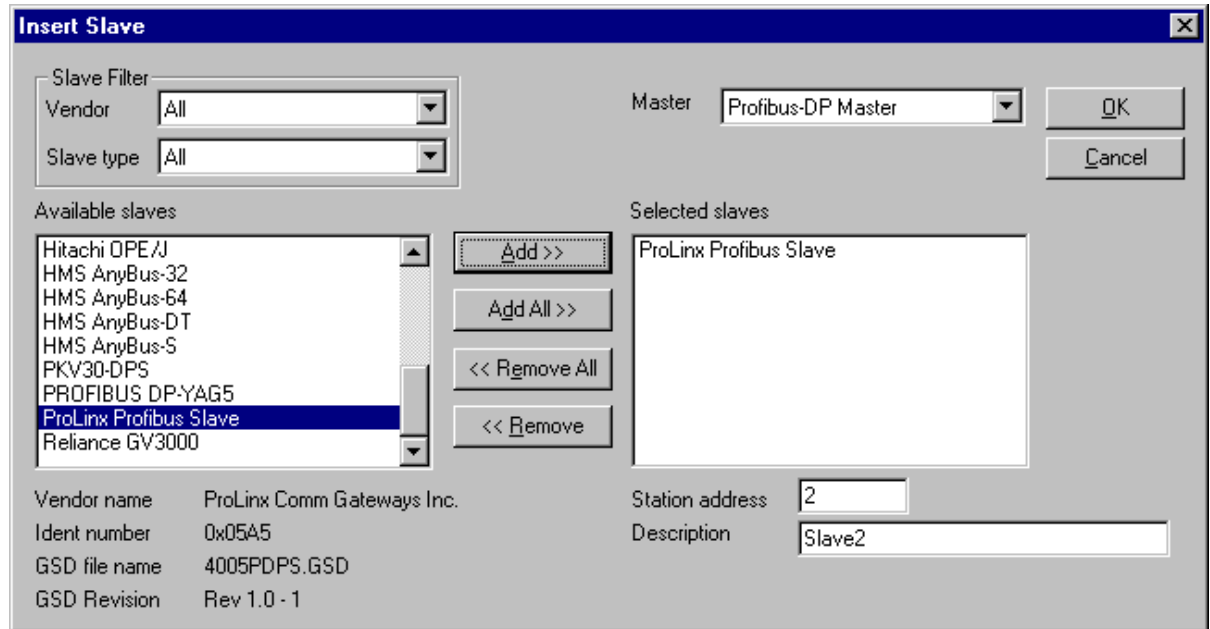 Insert Slave
Slave Filter
Vendor All
Slave type All
Master Profibus-DP Master
OK
Cancel
Available slaves
Hitachi OPE/J
HMS AnyBus-32
HMS AnyBus-64
HMS AnyBus-DT
HMS AnyBus-S
PKV30-DPS
PROFIBUS DP-YAG5
ProLinx Profibus Slave
Reliance GV3000
Add >>
Add All >>
<< Remove All
<< Remove
Selected slaves
ProLinx Profibus Slave
Vendor name ProLinx Comm Gateways Inc.
Ident number 0x05A5
GSD file name 4005PDPS.GSD
GSD Revision Rev 1.0 - 1
Station address 2
Description Slave2